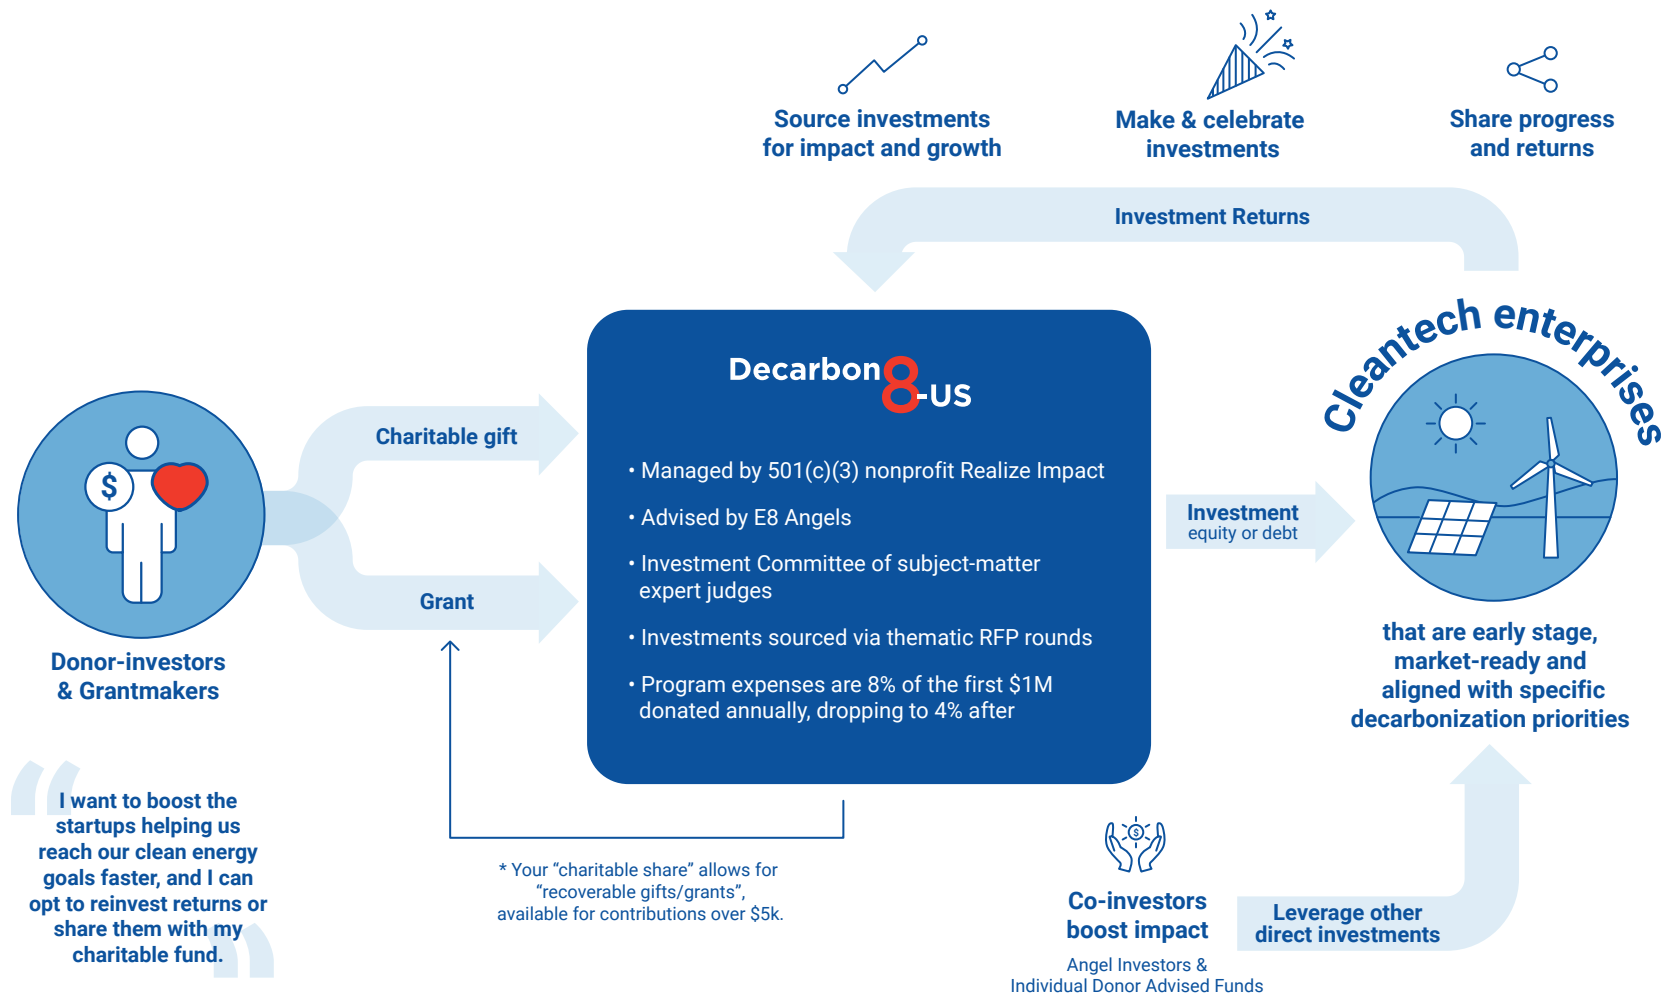 Source investments
for impact and growth
Make & celebrate
investments
Share progress
and returns
Investment Returns
Decarbon8-US
• Managed by 501(c)(3) nonprofit Realize Impact
• Advised by E8 Angels
• Investment Committee of subject-matter
expert judges
• Investments sourced via thematic RFP rounds
• Program expenses are 8% of the first $1M
donated annually, dropping to 4% after
Charitable gift
Grant
$
Donor-investors
& Grantmakers
“
I want to boost the
startups helping us
reach our clean energy
goals faster, and I can
opt to reinvest returns or
share them with my
charitable fund.
”
* Your “charitable share” allows for
“recoverable gifts/grants”,
available for contributions over $5k.
Investment
equity or debt
Cleantech enterprises
that are early stage,
market-ready and
aligned with specific
decarbonization priorities
$
Co-investors
boost impact
Angel Investors &
Individual Donor Advised Funds
Leverage other
direct investments